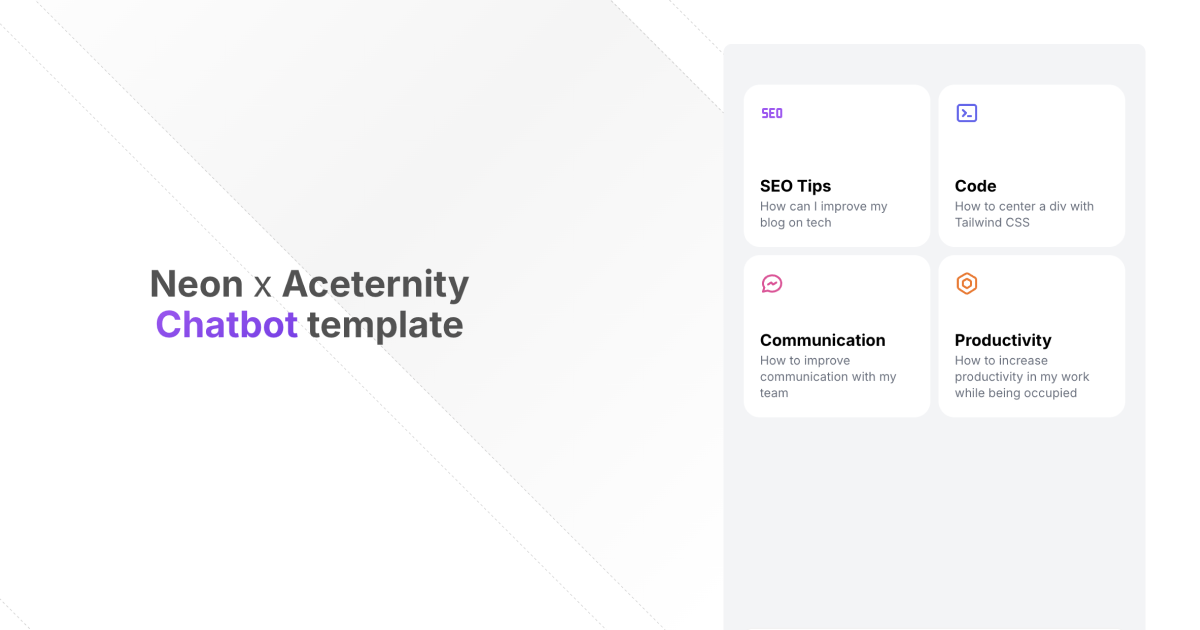 Neon x Aceternity
Chatbot template
SEO
SEO Tips
How can I improve my
blog on tech
Code
How to center a div with
Tailwind CSS
Communication
How to improve
communication with my
team
Productivity
How to increase
productivity in my work
while being occupied